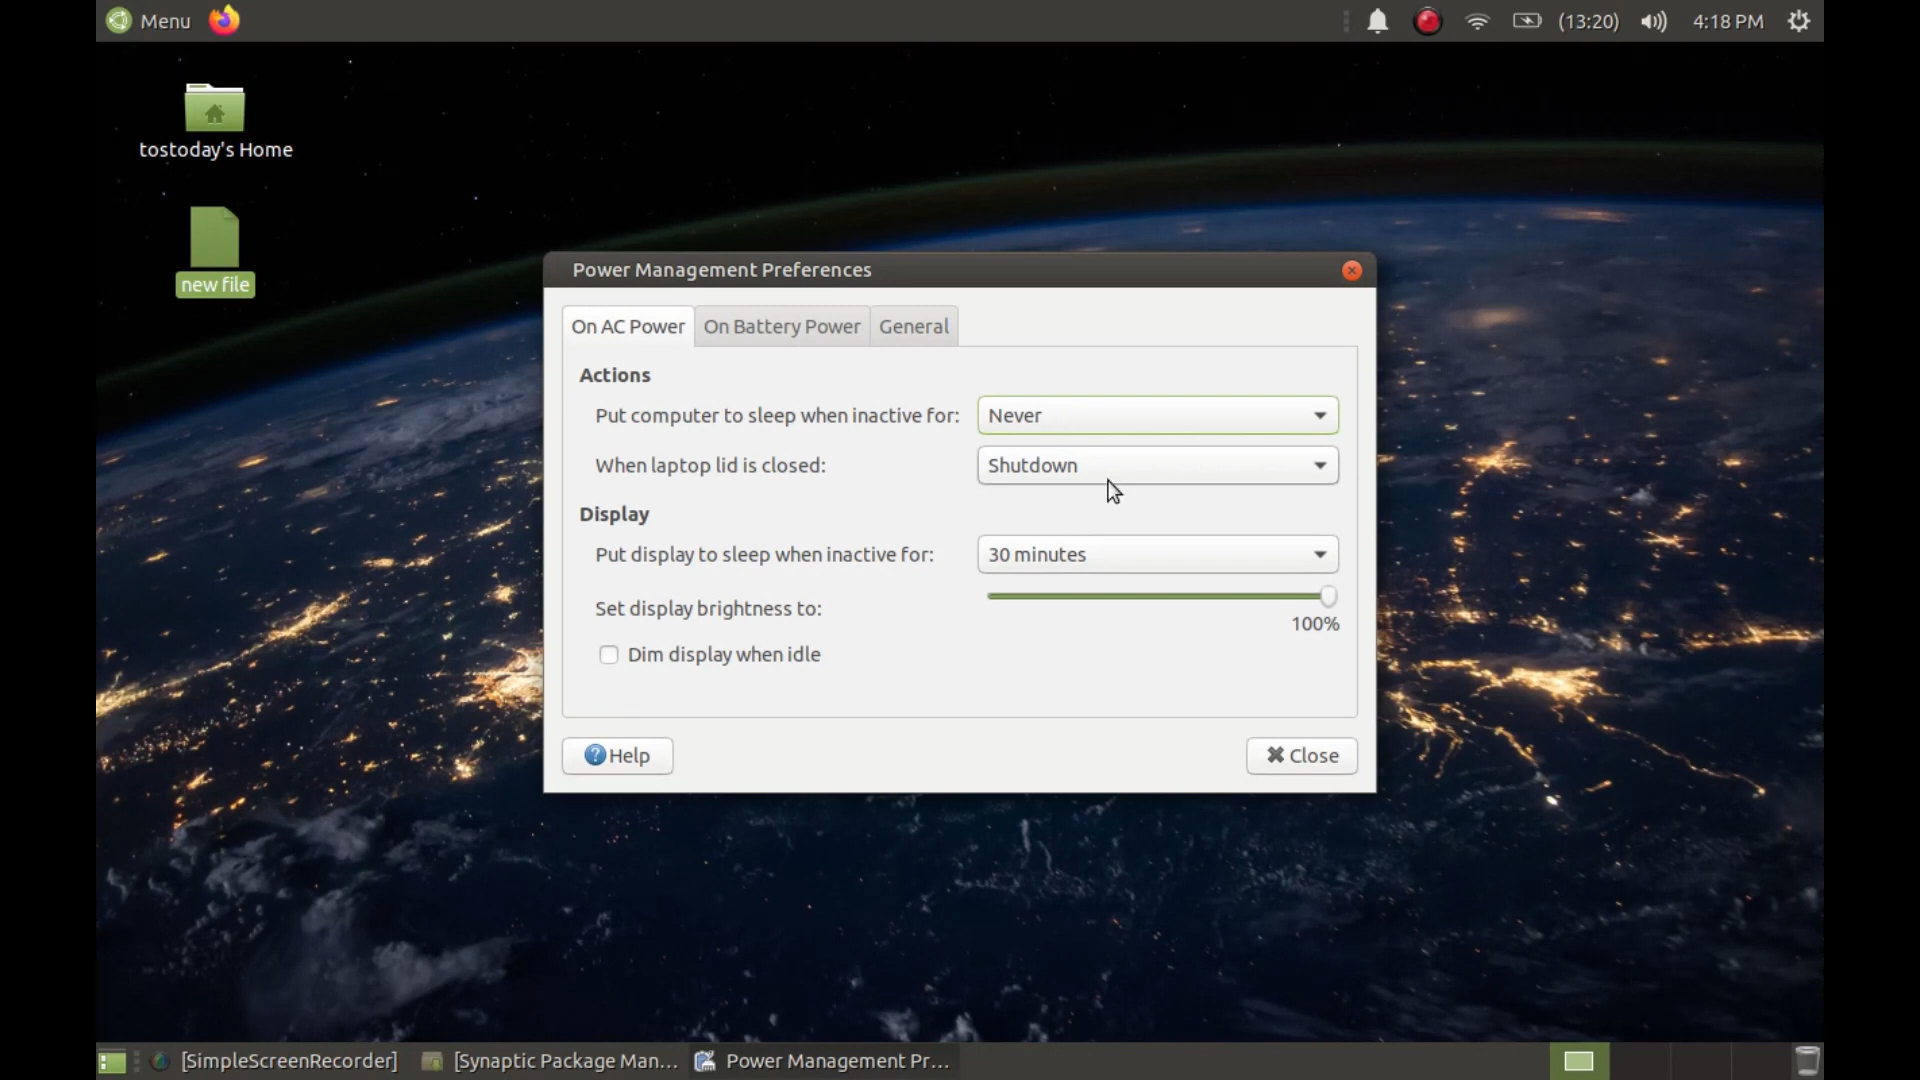 Menu
(13:20)
4:18 PM
tostoday's Home
new file
Power Management Preferences
On AC Power
On Battery Power
General
Actions
Put computer to sleep when inactive for:
Never
When laptop lid is closed:
Shutdown
Display
Put display to sleep when inactive for:
30 minutes
Set display brightness to:
100%
Dim display when idle
Help
Close
[SimpleScreenRecorder]
[Synaptic Package Man...
Power Management Pr...